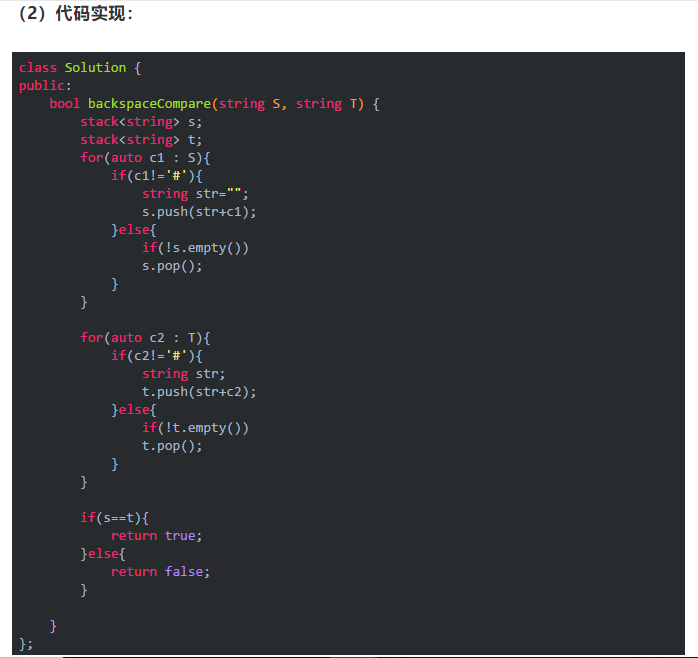 （2）代码实现：
class Solution {
public:
    bool backspaceCompare(string S, string T) {
        stack<string> s;
        stack<string> t;
        for(auto c1 : S){
            if(c1!='#'){
                string str="";
                s.push(str+c1);
            }else{
                if(!s.empty())
                s.pop();
            }
        }

        for(auto c2 : T){
            if(c2!='#'){
                string str;
                t.push(str+c2);
            }else{
                if(!t.empty())
                t.pop();
            }
        }

        if(s==t){
            return true;
        }else{
            return false;
        }

    }
};